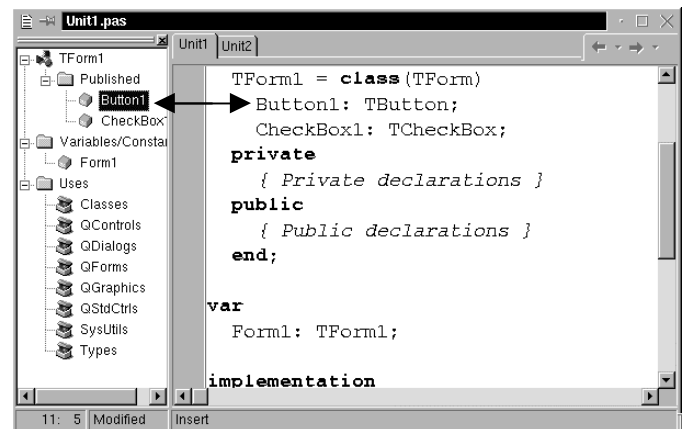 Unit1.pas
TForm1
Published
Button1
CheckBox1
Variables/Constar
Form1
Uses
Classes
QControls
QDialogs
QForms
QGraphics
QStdCtrls
SysUtils
Types
Unit1 Unit2
TForm1 = class(TForm)
Button1: TButton;
CheckBox1: TCheckBox;
private
{ Private declarations }
public
{ Public declarations }
end;
var
Form1: TForm1;
implementation
11: 5 Modified Insert